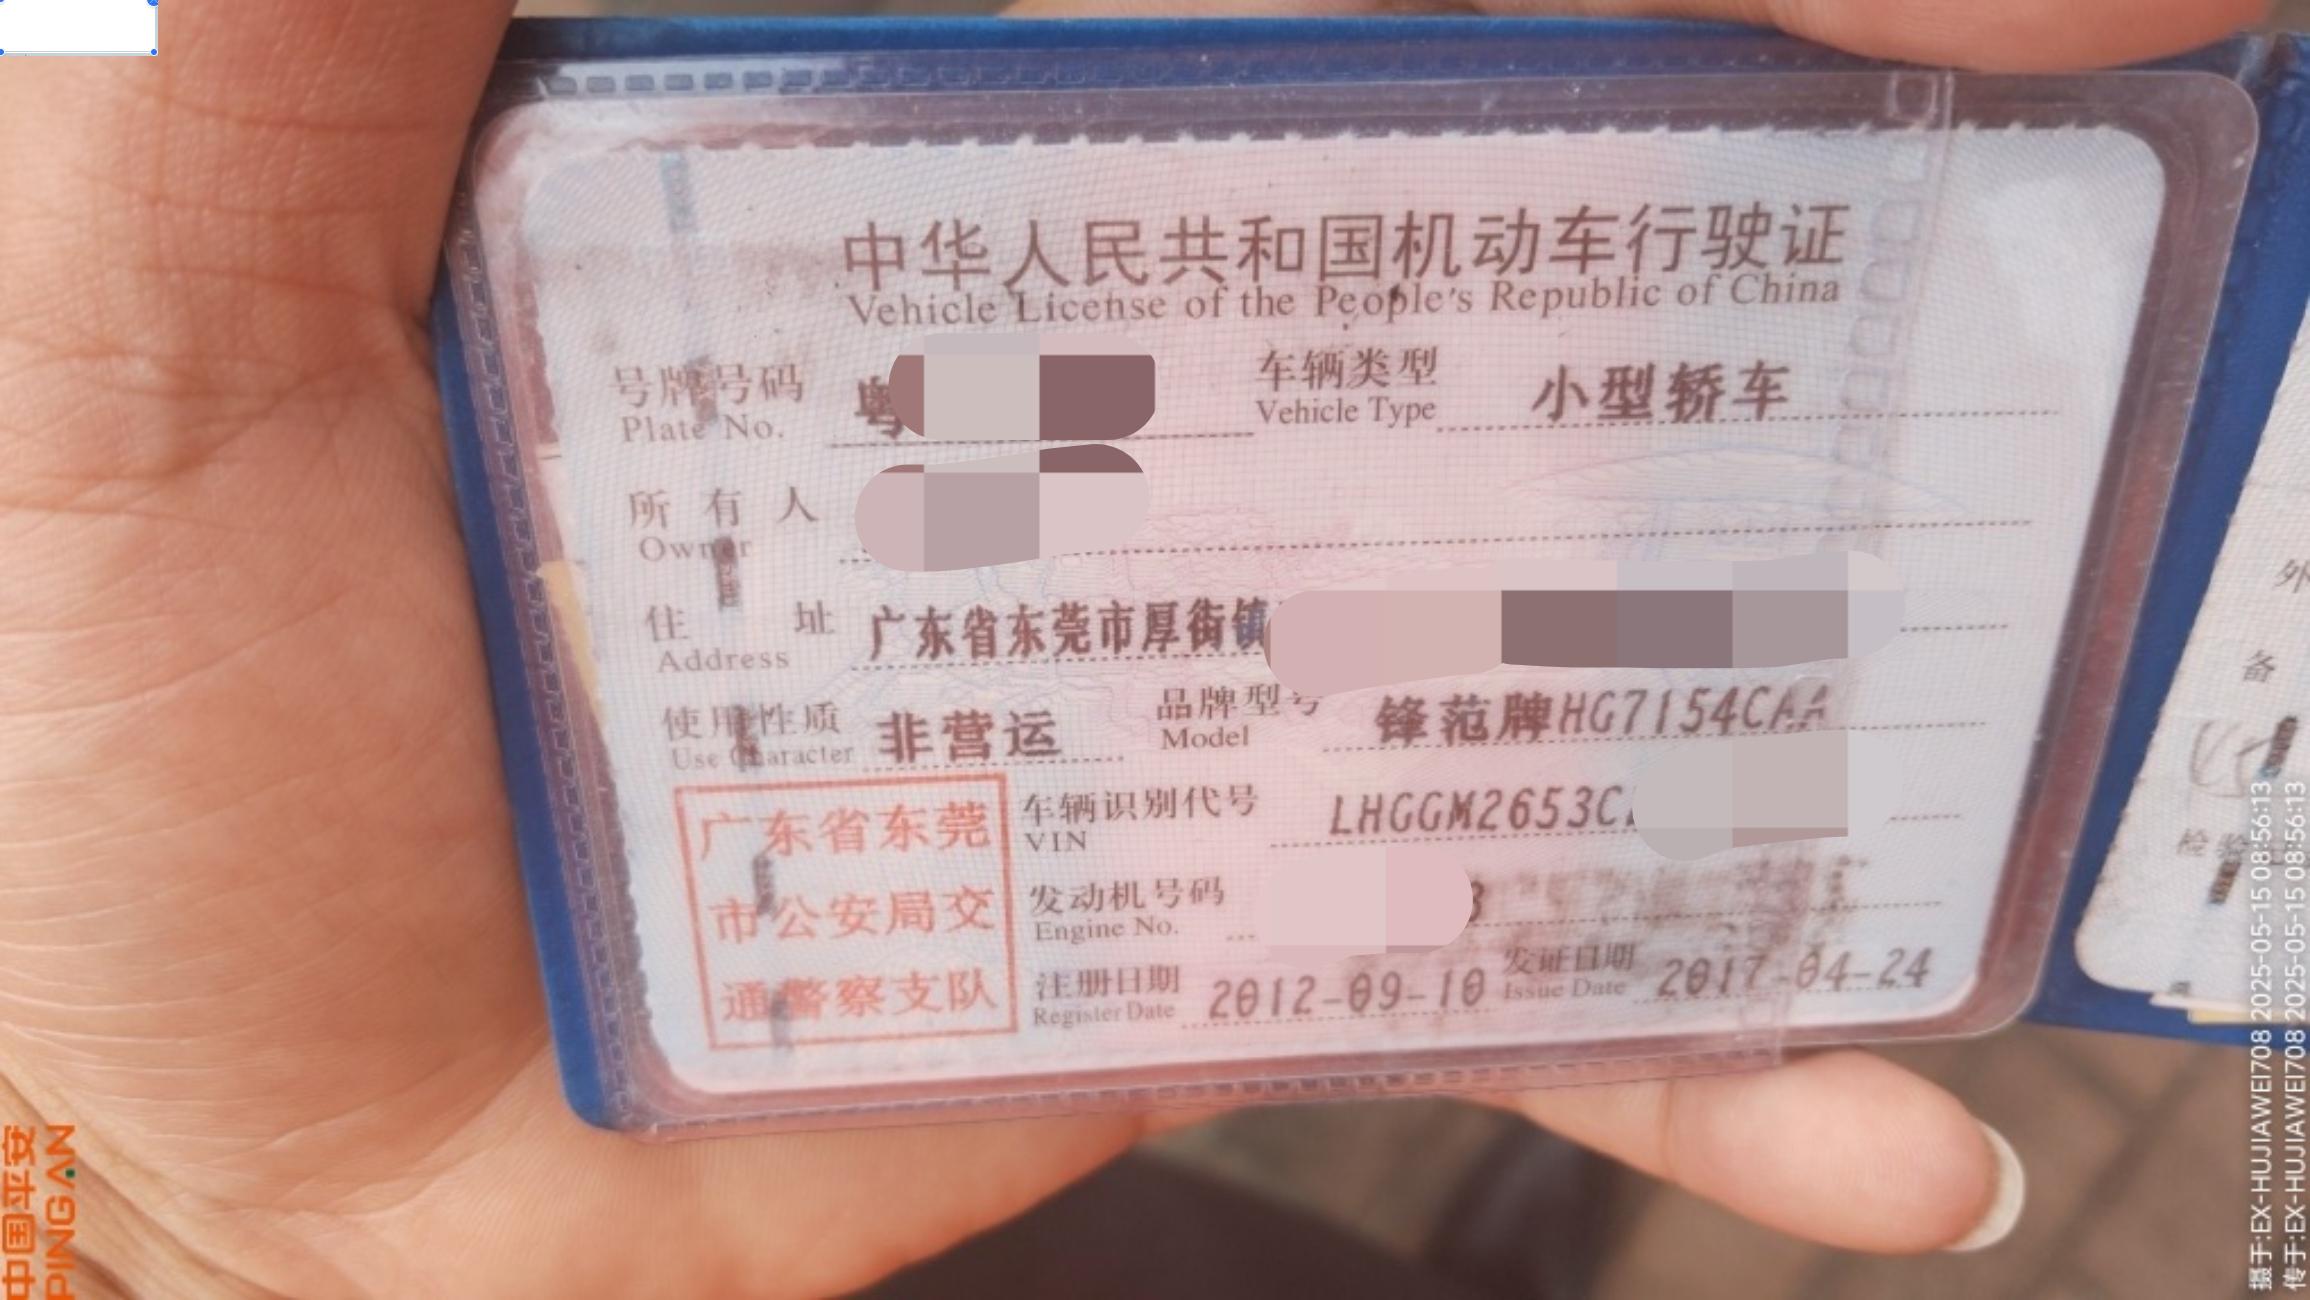 中华人民共和国机动车行驶证
Vehicle License of the People's Republic of China
号牌号码 粤 车辆类型 小型轿车
Plate No. Vehicle Type
所有人
Owner
住址 广东省东莞市厚街镇
Address
使用性质 非营运 品牌型号 锋范牌HG7154CAA
Use Character Model
广东省东莞
市公安局交
通警察支队
车辆识别代号 LHGGM2653C
VIN
发动机号码
Engine No.
注册日期 2012-09-10 发证日期 2017-04-24
Register Date Issue Date
外
备
检验
中国平安
PINGAN
摄于:EX-HUJIAWEI708 2025-05-15 08:56:13
传于:EX-HUJIAWEI708 2025-05-15 08:56:13